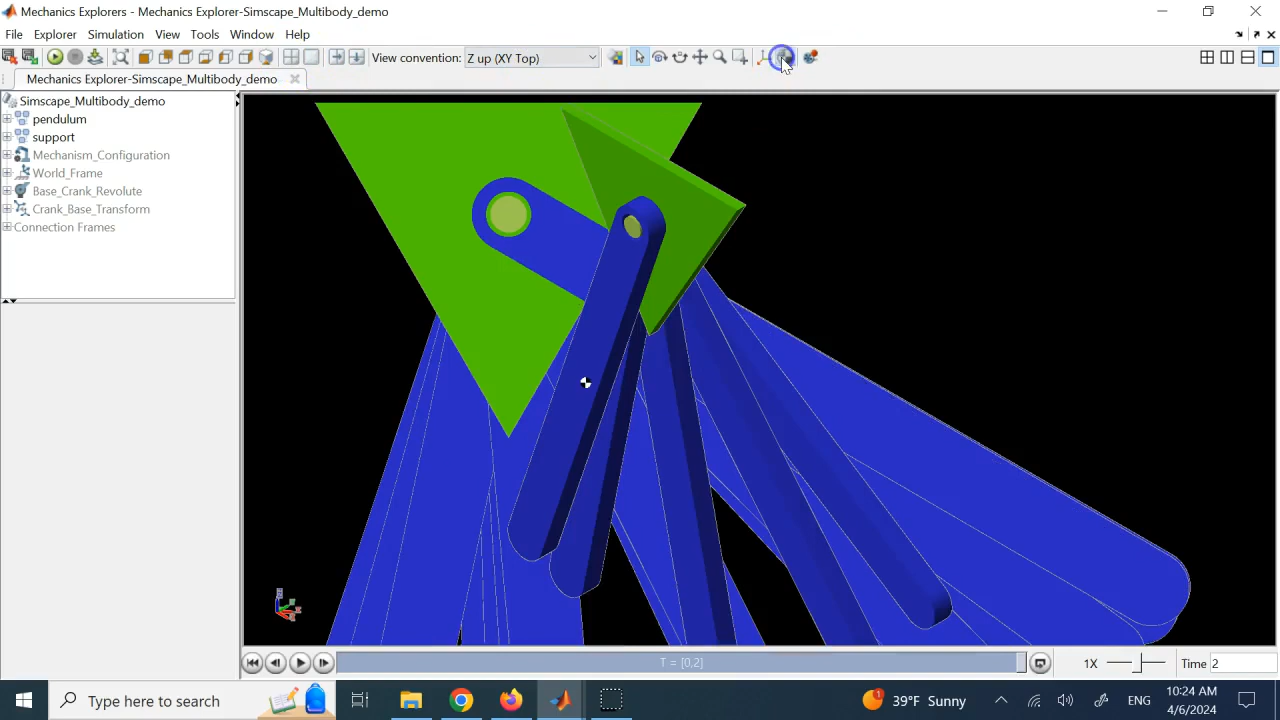 Mechanics Explorers - Mechanics Explorer-Simscape_Multibody_demo
File Explorer Simulation View Tools Window Help
View convention: Z up (XY Top)
Mechanics Explorer-Simscape_Multibody_demo
Simscape_Multibody_demo
pendulum
support
Mechanism_Configuration
World_Frame
Base_Crank_Revolute
Crank_Base_Transform
Connection Frames
T = [0,2]
1X
Time 2
Type here to search
1
39°F Sunny
ENG
10:24 AM
4/6/2024